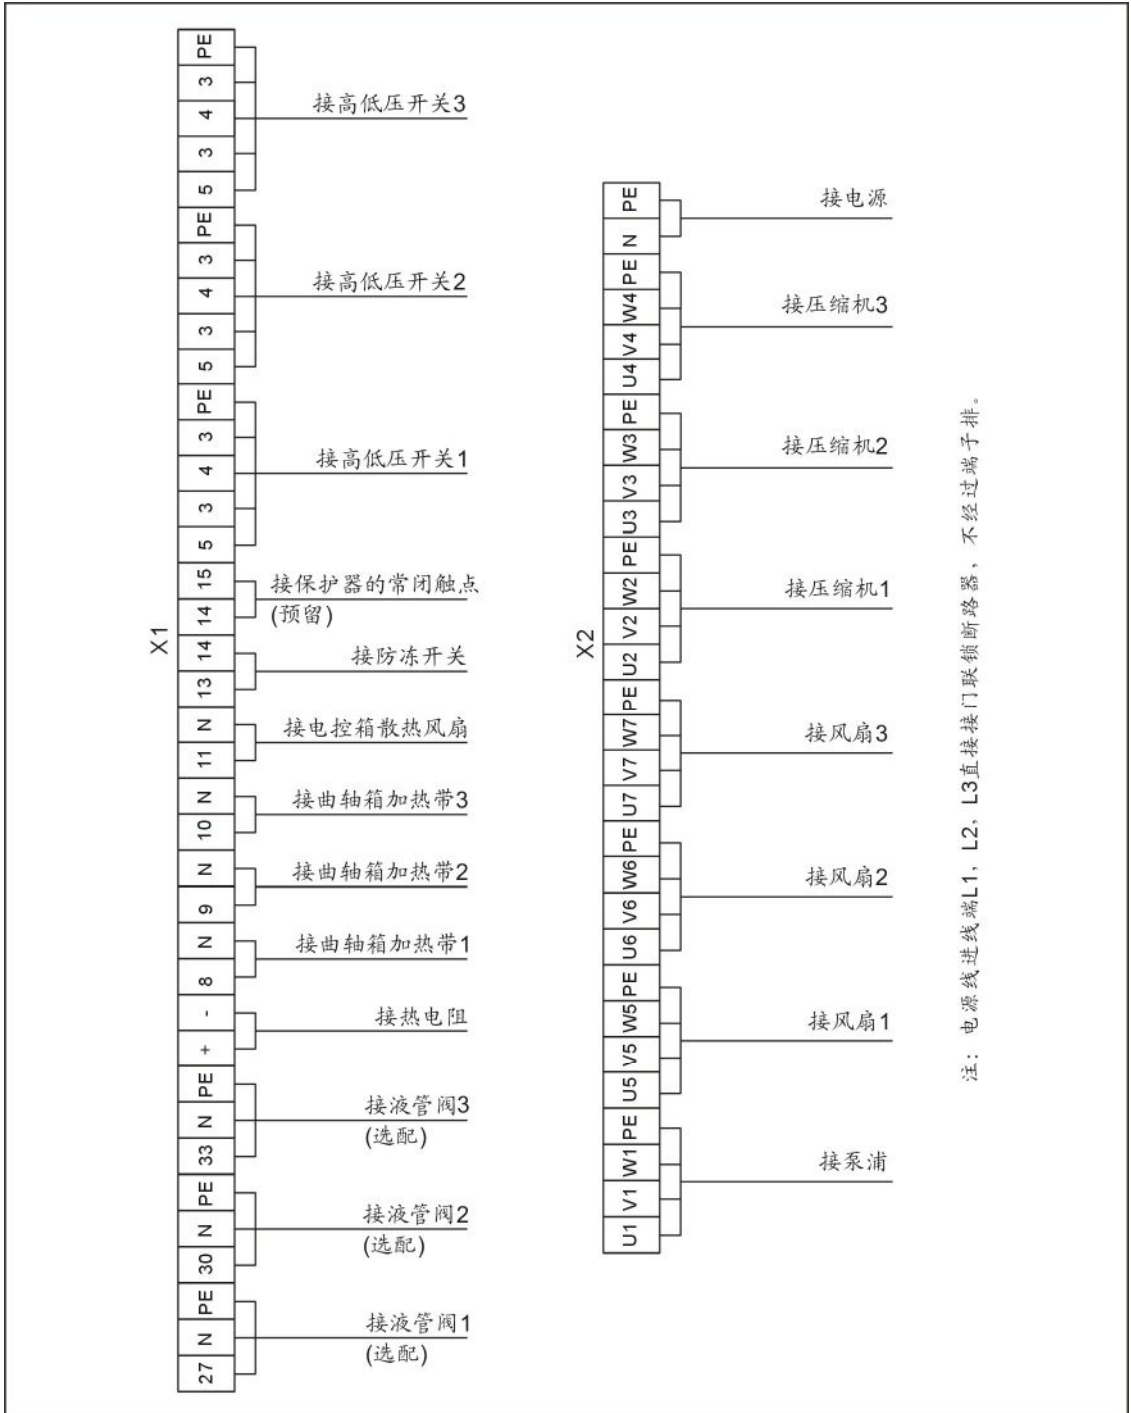 X1
PE
3
4
3
5
接高低压开关3
PE
3
4
3
5
接高低压开关2
PE
3
4
3
5
接高低压开关1
15
14
接保护器的常闭触点
(预留)
14
13
接防冻开关
N
11
接电控箱散热风扇
N
10
接曲轴箱加热带3
N
9
接曲轴箱加热带2
N
8
接曲轴箱加热带1
-
+
接热电阻
PE
N
33
接液管阀3
(选配)
PE
N
30
接液管阀2
(选配)
PE
N
27
接液管阀1
(选配)
X2
PE
N
接电源
PE
W4
V4
U4
接压缩机3
PE
W3
V3
U3
接压缩机2
PE
W2
V2
U2
接压缩机1
PE
W7
V7
U7
接风扇3
PE
W6
V6
U6
接风扇2
PE
W5
V5
U5
接风扇1
PE
W1
V1
U1
接泵浦
注：电源线进线端L1，L2，L3直接接门联锁断路器，不经过端子排。